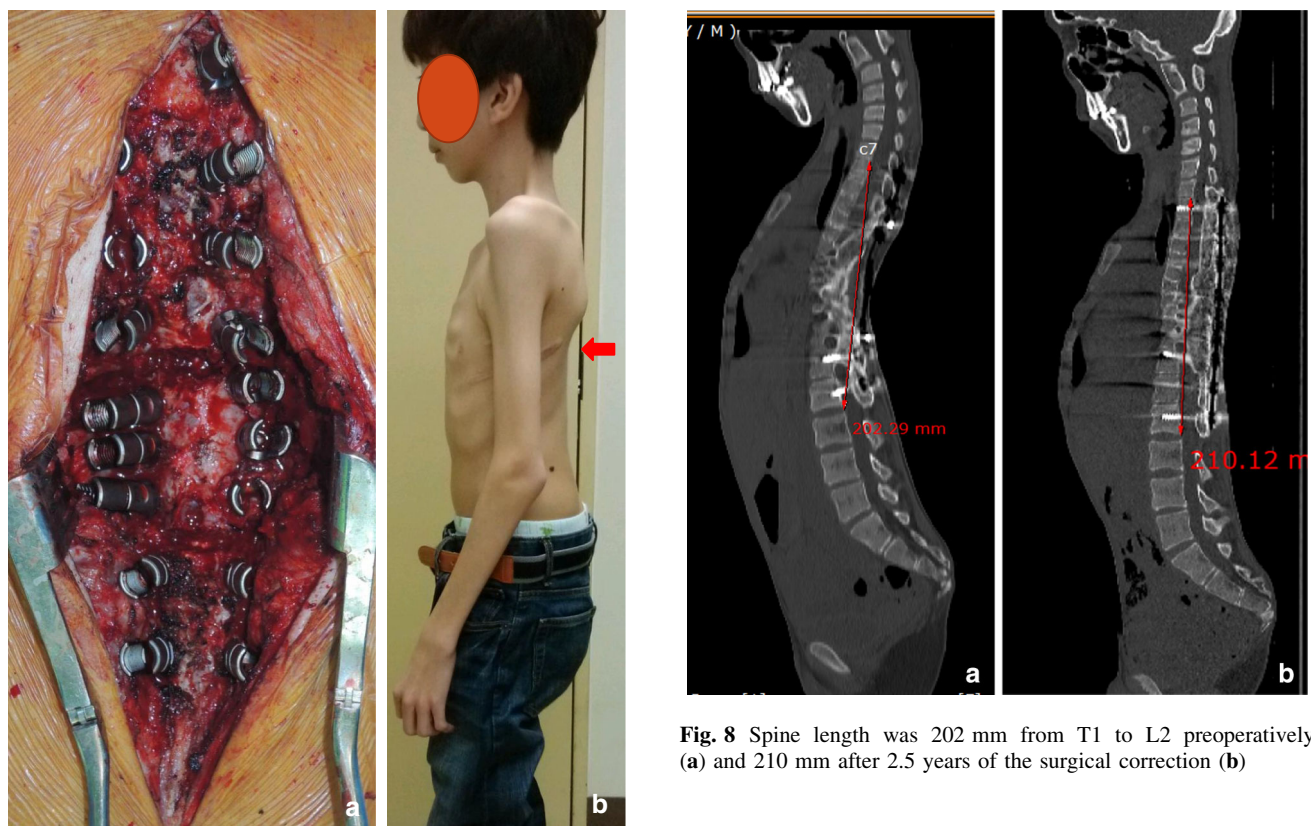 a
b
Y / M )
c7
202.29 mm
a
210.12 m
b
Fig. 8 Spine length was 202 mm from T1 to L2 preoperatively
(a) and 210 mm after 2.5 years of the surgical correction (b)